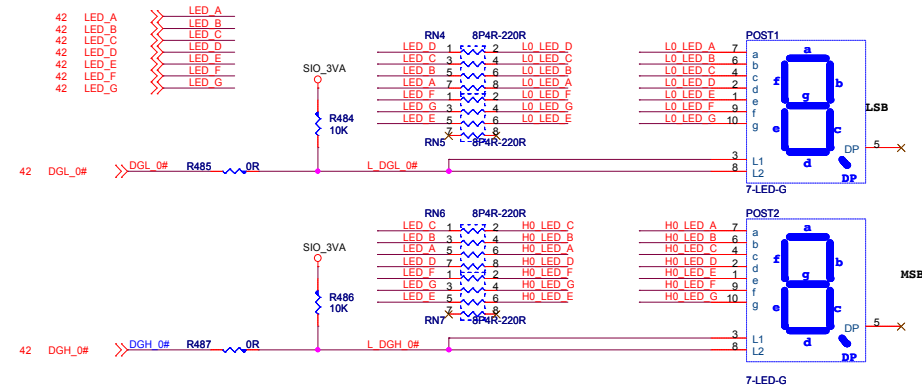 42 LED_A LED_A
42 LED_B LED_B
42 LED_C LED_C
42 LED_D LED_D
42 LED_E LED_E
42 LED_F LED_F
42 LED_G LED_G
SIO_3VA
R484
10K
42 DGL_0# DGL_0# R485 0R L_DGL_0#
RN4 8P4R-220R
LED_D 1 2 L0_LED_D
LED_C 3 4 L0_LED_C
LED_B 5 6 L0_LED_B
LED_A 7 8 L0_LED_A
LED_F 1 2 L0_LED_F
LED_G 3 4 L0_LED_G
LED_E 5 6 L0_LED_E
7 8
RN5 8P4R-220R
POST1
L0_LED_A 7 a
L0_LED_B 6 b
L0_LED_C 4 c
L0_LED_D 2 d
L0_LED_E 1 e
L0_LED_F 9 f
L0_LED_G 10 g
3 L1
8 L2
a
f b
g
e c
d
DP 5
DP
LSB
7-LED-G
SIO_3VA
R486
10K
42 DGH_0# DGH_0# R487 0R L_DGH_0#
RN6 8P4R-220R
LED_C 1 2 H0_LED_C
LED_B 3 4 H0_LED_B
LED_A 5 6 H0_LED_A
LED_D 7 8 H0_LED_D
LED_F 1 2 H0_LED_F
LED_G 3 4 H0_LED_G
LED_E 5 6 H0_LED_E
7 8
RN7 8P4R-220R
POST2
H0_LED_A 7 a
H0_LED_B 6 b
H0_LED_C 4 c
H0_LED_D 2 d
H0_LED_E 1 e
H0_LED_F 9 f
H0_LED_G 10 g
3 L1
8 L2
a
f b
g
e c
d
DP 5
DP
MSB
7-LED-G